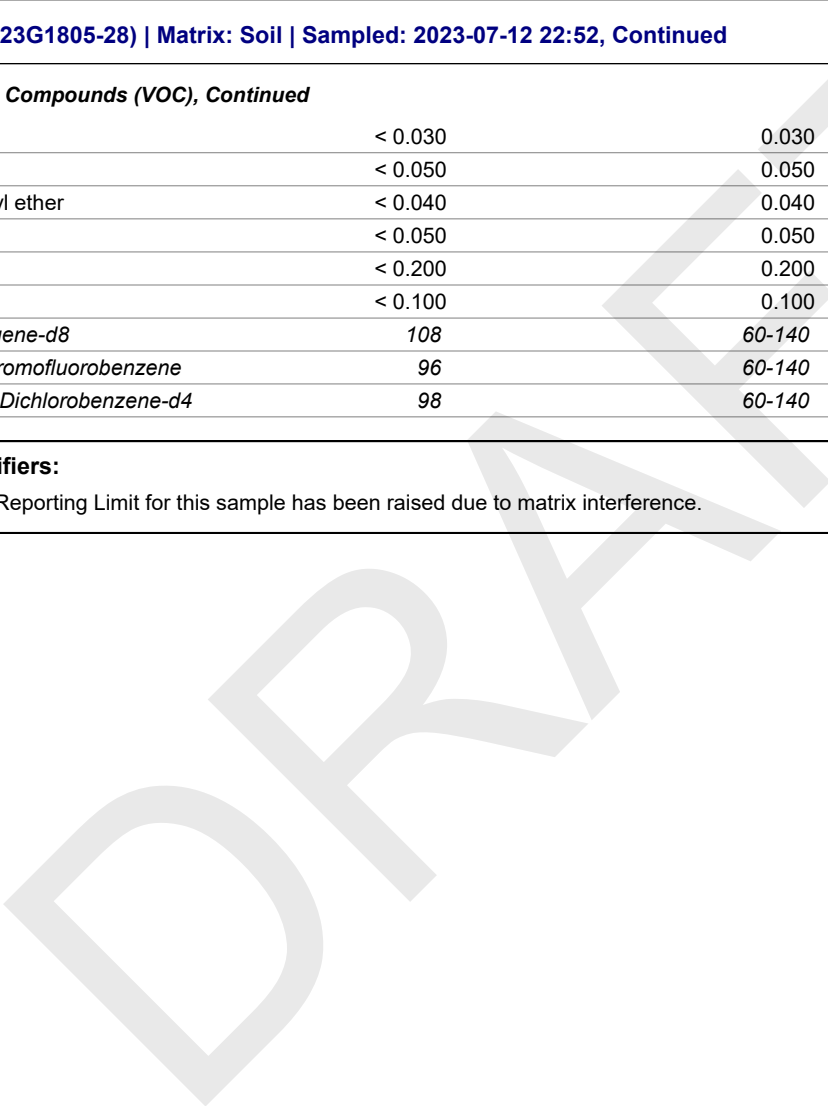 23G1805-28) | Matrix: Soil | Sampled: 2023-07-12 22:52, Continued
Compounds (VOC), Continued
< 0.030 0.030
< 0.050 0.050
yl ether < 0.040 0.040
< 0.050 0.050
< 0.200 0.200
< 0.100 0.100
uene-d8 108 60-140
romofluorobenzene 96 60-140
Dichlorobenzene-d4 98 60-140
ifiers:
Reporting Limit for this sample has been raised due to matrix interference.
DRAFT